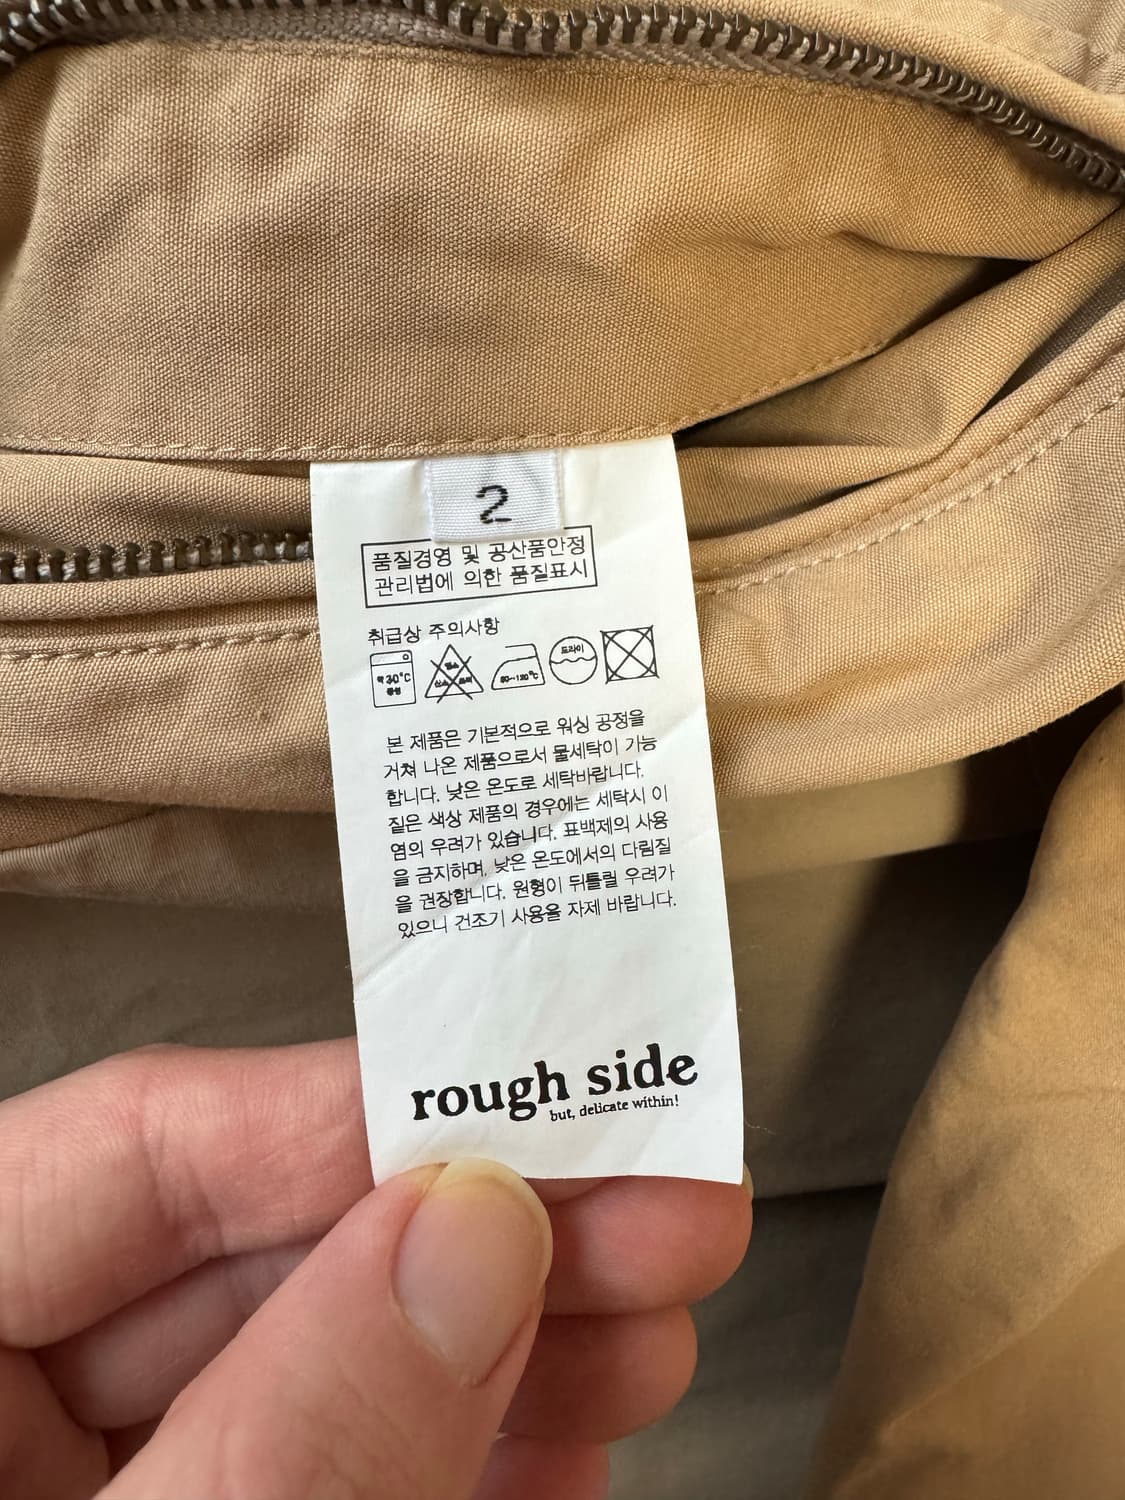 2
품질경영 및 공산품안정
관리법에 의한 품질표시
취급상 주의사항
약 30°C
중성
염소
산소 표백
80~120°C
드라이
본 제품은 기본적으로 워싱 공정을
거쳐 나온 제품으로서 물세탁이 가능
합니다. 낮은 온도로 세탁바랍니다.
짙은 색상 제품의 경우에는 세탁시 이
염의 우려가 있습니다. 표백제의 사용
을 금지하며, 낮은 온도에서의 다림질
을 권장합니다. 원형이 뒤틀릴 우려가
있으니 건조기 사용을 자제 바랍니다.
rough side
but, delicate within!